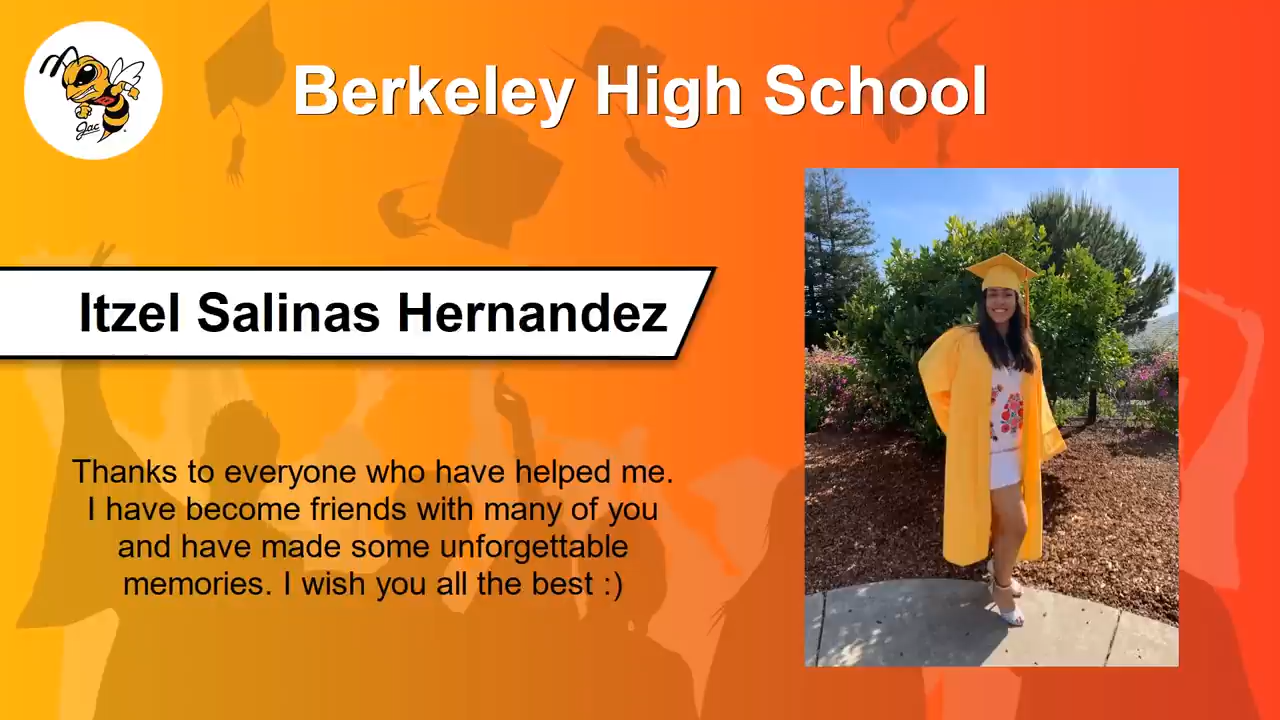 Jac
Berkeley High School
Itzel Salinas Hernandez
Thanks to everyone who have helped me.
I have become friends with many of you
and have made some unforgettable
memories. I wish you all the best :)